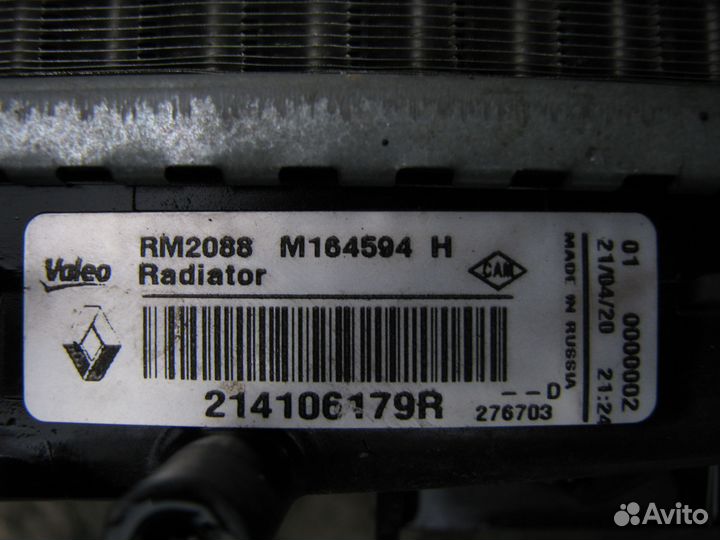 RM2088 M164594 H
Valeo
Radiator
CAM
214106179R
--D
276703
MADE IN RUSSIA
21/04/20 21:24
01 0000002
Avito